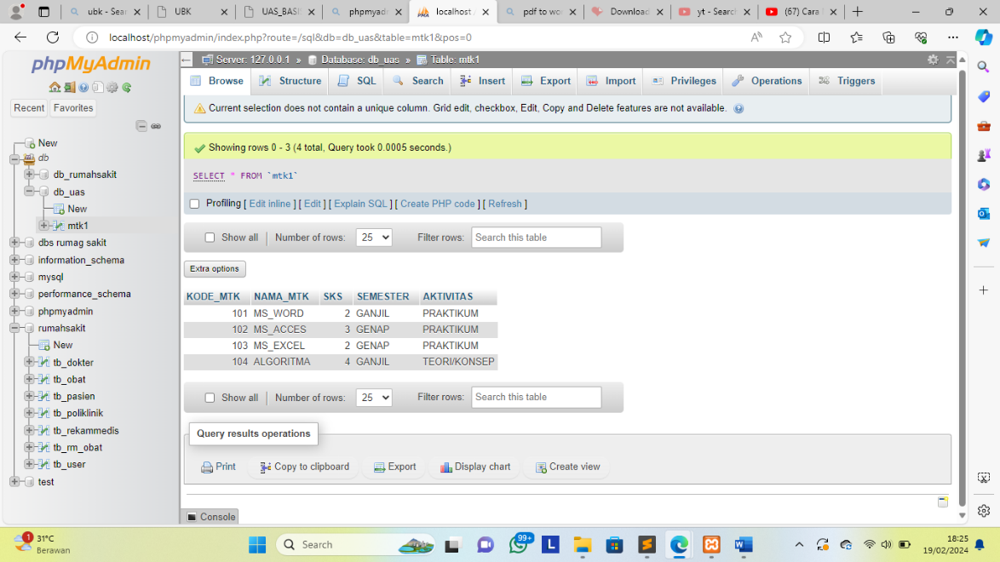 ubk - Sear
UBK
UAS_BASI
phpmyadm
localhost /
pdf to wo
Download
yt - Search
(67) Cara
localhost/phpmyadmin/index.php?route=/sql&db=db_uas&table=mtk1&pos=0
phpMyAdmin
Recent Favorites
New
db
db_rumahsakit
db_uas
New
mtk1
dbs rumag sakit
information_schema
mysql
performance_schema
phpmyadmin
rumahsakit
New
tb_dokter
tb_obat
tb_pasien
tb_poliklinik
tb_rekammedis
tb_rm_obat
tb_user
test
Server: 127.0.0.1 » Database: db_uas » Table: mtk1
Browse Structure SQL Search Insert Export Import Privileges Operations Triggers
Current selection does not contain a unique column. Grid edit, checkbox, Edit, Copy and Delete features are not available.
Showing rows 0 - 3 (4 total, Query took 0.0005 seconds.)
SELECT * FROM `mtk1`
Profiling [ Edit inline ] [ Edit ] [ Explain SQL ] [ Create PHP code ] [ Refresh ]
Show all | Number of rows: 25 Filter rows: Search this table
Extra options
KODE_MTK NAMA_MTK SKS SEMESTER AKTIVITAS
101 MS_WORD 2 GANJIL PRAKTIKUM
102 MS_ACCES 3 GENAP PRAKTIKUM
103 MS_EXCEL 2 GENAP PRAKTIKUM
104 ALGORITMA 4 GANJIL TEORI/KONSEP
Show all | Number of rows: 25 Filter rows: Search this table
Query results operations
Print Copy to clipboard Export Display chart Create view
Console
1
31°C
Berawan
Search
99+
L
18:25
19/02/2024